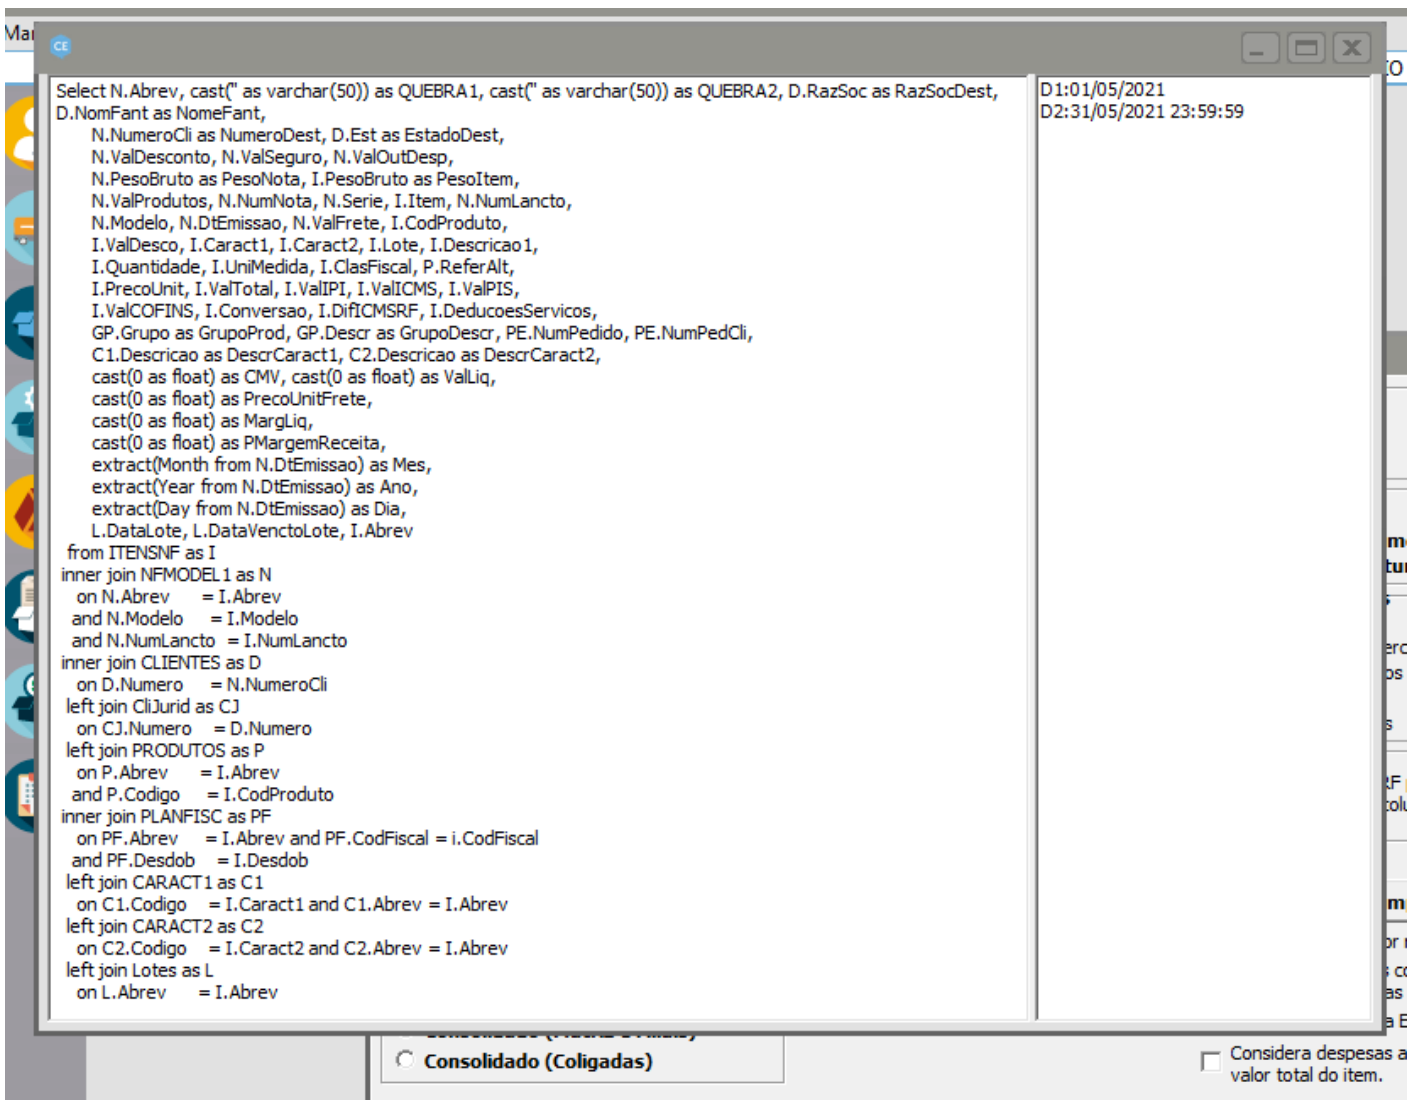 Mai
CE
CO
Select N.Abrev, cast('' as varchar(50)) as QUEBRA1, cast('' as varchar(50)) as QUEBRA2, D.RazSoc as RazSocDest,
D.NomFant as NomeFant,
N.NumeroCli as NumeroDest, D.Est as EstadoDest,
N.ValDesconto, N.ValSeguro, N.ValOutDesp,
N.PesoBruto as PesoNota, I.PesoBruto as PesoItem,
N.ValProdutos, N.NumNota, N.Serie, I.Item, N.NumLancto,
N.Modelo, N.DtEmissao, N.ValFrete, I.CodProduto,
I.ValDesco, I.Caract1, I.Caract2, I.Lote, I.Descricao1,
I.Quantidade, I.UniMedida, I.ClasFiscal, P.ReferAlt,
I.PrecoUnit, I.ValTotal, I.ValIPI, I.ValICMS, I.ValPIS,
I.ValCOFINS, I.Conversao, I.DifICMSRF, I.DeducoesServicos,
GP.Grupo as GrupoProd, GP.Descr as GrupoDescr, PE.NumPedido, PE.NumPedCli,
C1.Descricao as DescrCaract1, C2.Descricao as DescrCaract2,
cast(0 as float) as CMV, cast(0 as float) as ValLiq,
cast(0 as float) as PrecoUnitFrete,
cast(0 as float) as MargLiq,
cast(0 as float) as PMargemReceita,
extract(Month from N.DtEmissao) as Mes,
extract(Year from N.DtEmissao) as Ano,
extract(Day from N.DtEmissao) as Dia,
L.DataLote, L.DataVenctoLote, I.Abrev
from ITENSNF as I
inner join NFMODEL1 as N
on N.Abrev = I.Abrev
and N.Modelo = I.Modelo
and N.NumLancto = I.NumLancto
inner join CLIENTES as D
on D.Numero = N.NumeroCli
left join CliJurid as CJ
on CJ.Numero = D.Numero
left join PRODUTOS as P
on P.Abrev = I.Abrev
and P.Codigo = I.CodProduto
inner join PLANFISC as PF
on PF.Abrev = I.Abrev and PF.CodFiscal = i.CodFiscal
and PF.Desdob = I.Desdob
left join CARACT1 as C1
on C1.Codigo = I.Caract1 and C1.Abrev = I.Abrev
left join CARACT2 as C2
on C2.Codigo = I.Caract2 and C2.Abrev = I.Abrev
left join Lotes as L
on L.Abrev = I.Abrev
D1:01/05/2021
D2:31/05/2021 23:59:59
Consolidado (Coligadas)
Considera despesas a
valor total do item.